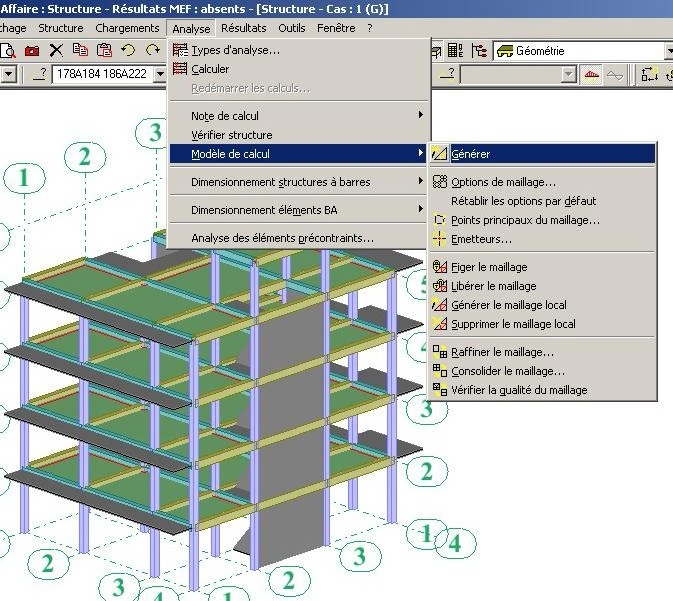 Affaire : Structure - Résultats MEF : absents - [Structure - Cas : 1 (G)]
chage Structure Chargements Analyse Résultats Outils Fenêtre ?
178A184 186A222
Géométrie
Types d'analyse...
Calculer
Redémarrer les calculs...
Note de calcul
Vérifier structure
Modèle de calcul
Dimensionnement structures à barres
Dimensionnement éléments BA
Analyse des éléments précontraints...
Générer
Options de maillage...
Rétablir les options par défaut
Points principaux du maillage...
Emetteurs...
Figer le maillage
Libérer le maillage
Générer le maillage local
Supprimer le maillage local
Raffiner le maillage...
Consolider le maillage...
Vérifier la qualité du maillage
3
2
1
5
4
3
2
1
4
2
3
4
1
2
3